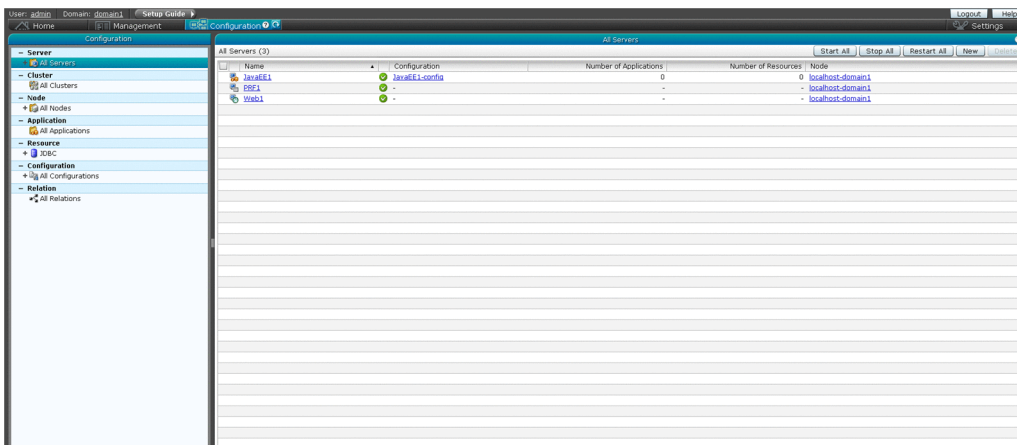 User: admin Domain: domain1 Setup Guide Logout Help
Home Management Configuration Settings
Configuration All Servers
All Servers (3) Start All Stop All Restart All New Delete
Name Configuration Number of Applications Number of Resources Node
JavaEE1 JavaEE1-config 0 0 localhost-domain1
PRF1 - - - localhost-domain1
Web1 - - - localhost-domain1
− Server
+ All Servers
− Cluster
All Clusters
− Node
+ All Nodes
− Application
All Applications
− Resource
+ JDBC
− Configuration
+ All Configurations
− Relation
All Relations